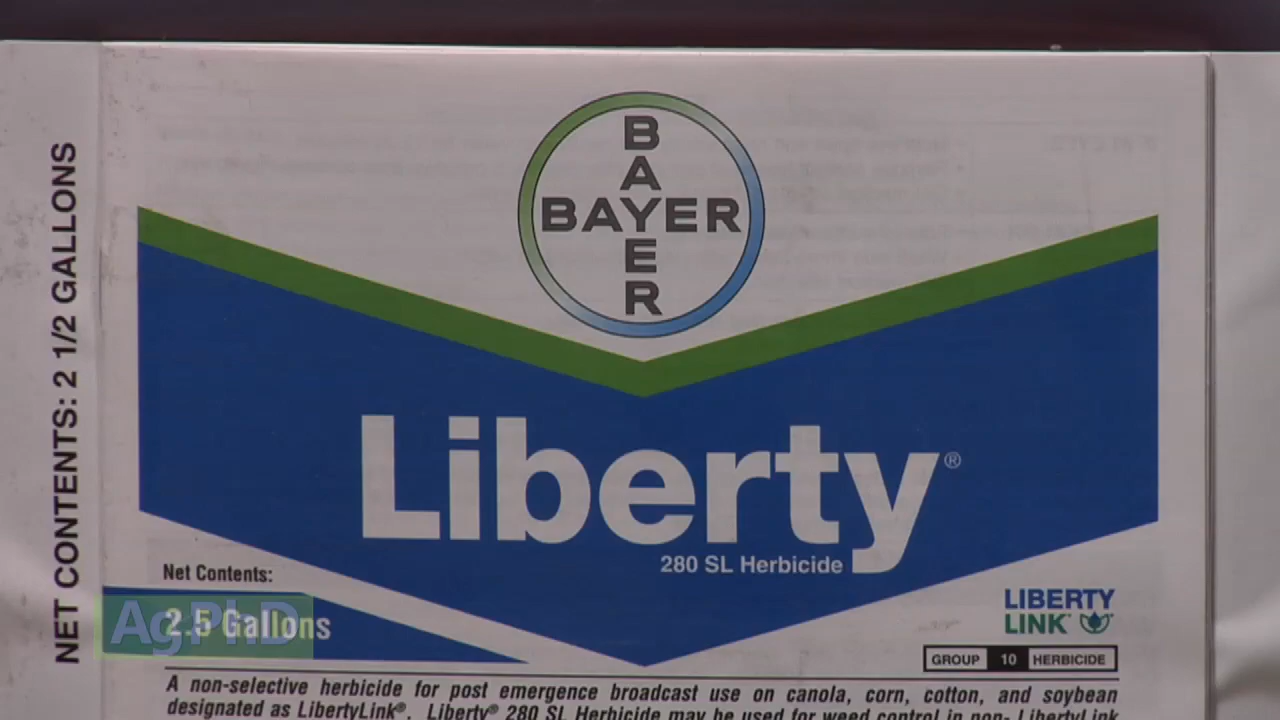 NET CONTENTS: 2 1/2 GALLONS
BAYER
BAYER
Liberty®
280 SL Herbicide
Net Contents:
2.5 Gallons
AgPhD
LIBERTY
LINK™
GROUP 10 HERBICIDE
A non-selective herbicide for post emergence broadcast use on canola, corn, cotton, and soybean
designated as LibertyLink®. Liberty® 280 SL Herbicide may be used for weed control in non- LibertyLink